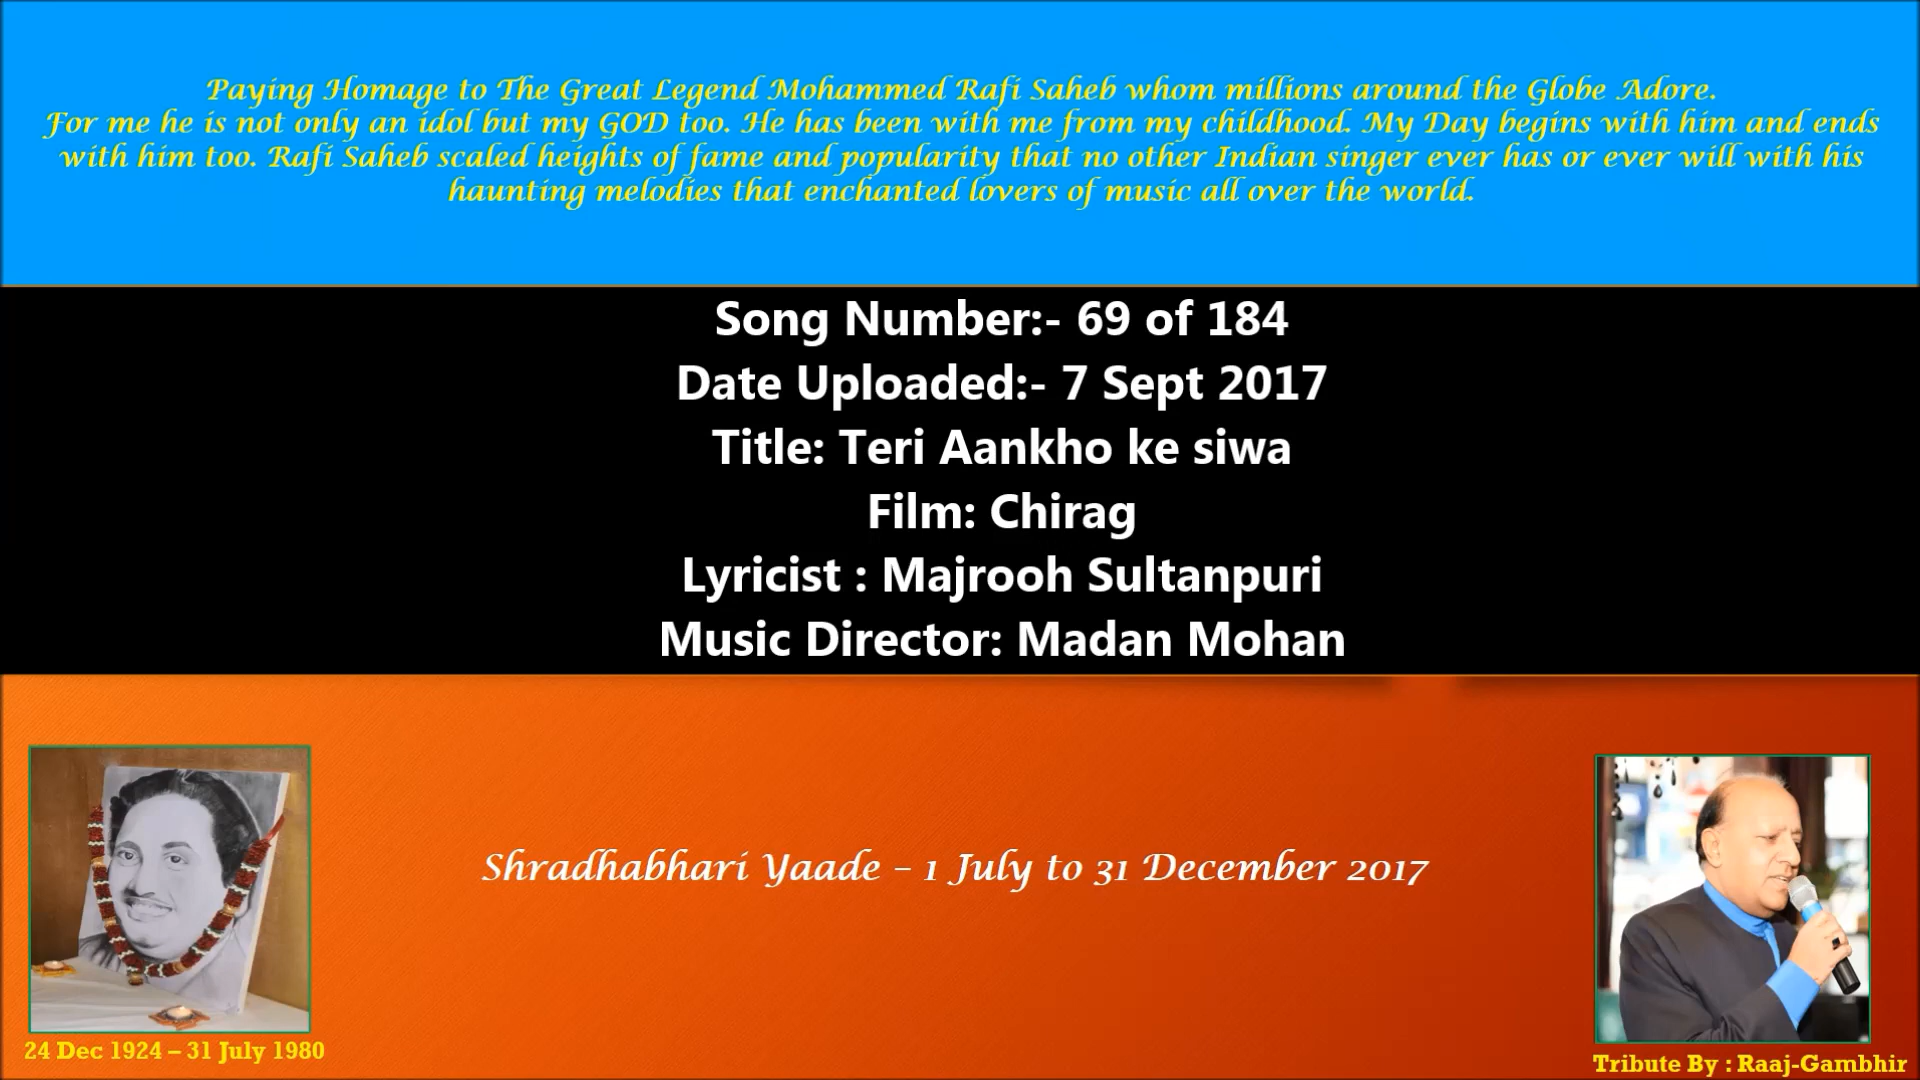 Paying Homage to The Great Legend Mohammed Rafi Saheb whom millions around the Globe Adore.
For me he is not only an idol but my GOD too. He has been with me from my childhood. My Day begins with him and ends
with him too. Rafi Saheb scaled heights of fame and popularity that no other Indian singer ever has or ever will with his
haunting melodies that enchanted lovers of music all over the world.
Song Number:- 69 of 184
Date Uploaded:- 7 Sept 2017
Title: Teri Aankho ke siwa
Film: Chirag
Lyricist : Majrooh Sultanpuri
Music Director: Madan Mohan
Shradhabhari Yaade – 1 July to 31 December 2017
24 Dec 1924 – 31 July 1980
Tribute By : Raaj-Gambhir